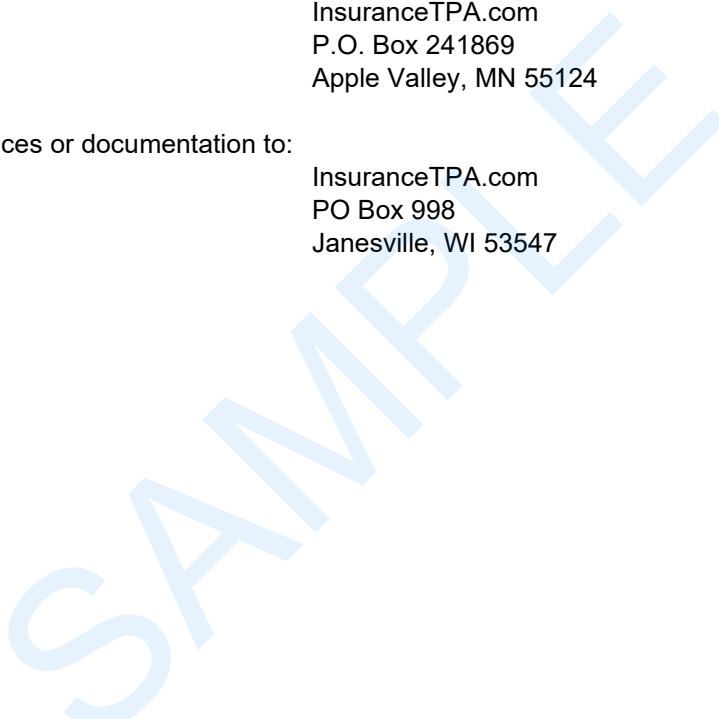 InsuranceTPA.com
P.O. Box 241869
Apple Valley, MN 55124
ces or documentation to:
InsuranceTPA.com
PO Box 998
Janesville, WI 53547
SAMPLE